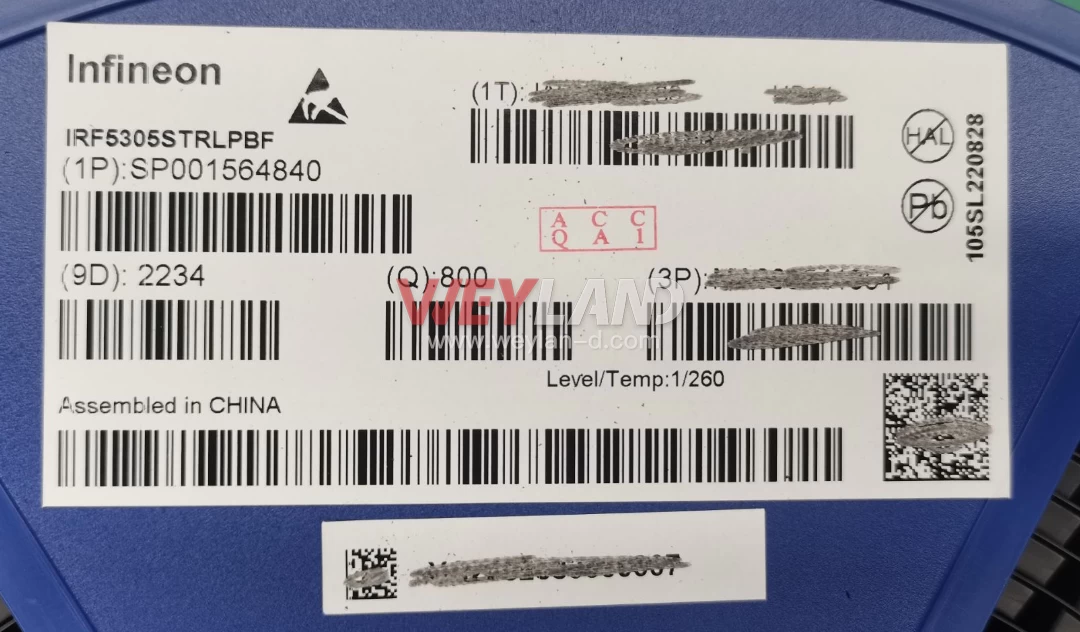 Infineon
IRF5305STRLPBF
(1P):SP001564840
(1T):
HAL
Pb
105SL220828
A C C
Q A 1
(9D): 2234
(Q):800
(3P):
WEYLAND
www.weylan-d.com
Level/Temp:1/260
Assembled in CHINA